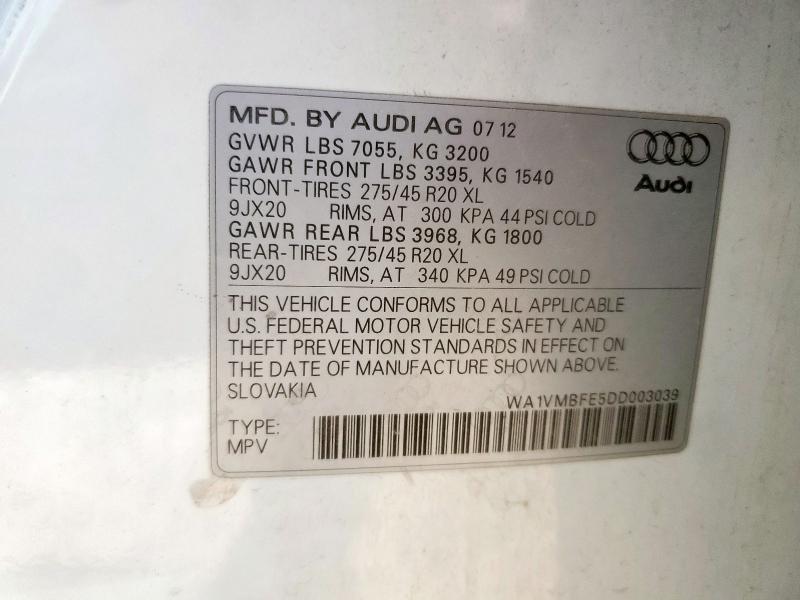 MFD. BY AUDI AG 07 12
GVWR LBS 7055, KG 3200
GAWR FRONT LBS 3395, KG 1540
FRONT-TIRES 275/45 R20 XL
9JX20 RIMS, AT 300 KPA 44 PSI COLD
GAWR REAR LBS 3968, KG 1800
REAR-TIRES 275/45 R20 XL
9JX20 RIMS, AT 340 KPA 49 PSI COLD
Audi
THIS VEHICLE CONFORMS TO ALL APPLICABLE
U.S. FEDERAL MOTOR VEHICLE SAFETY AND
THEFT PREVENTION STANDARDS IN EFFECT ON
THE DATE OF MANUFACTURE SHOWN ABOVE.
SLOVAKIA
WA1VMBFE5DD003039
TYPE:
MPV